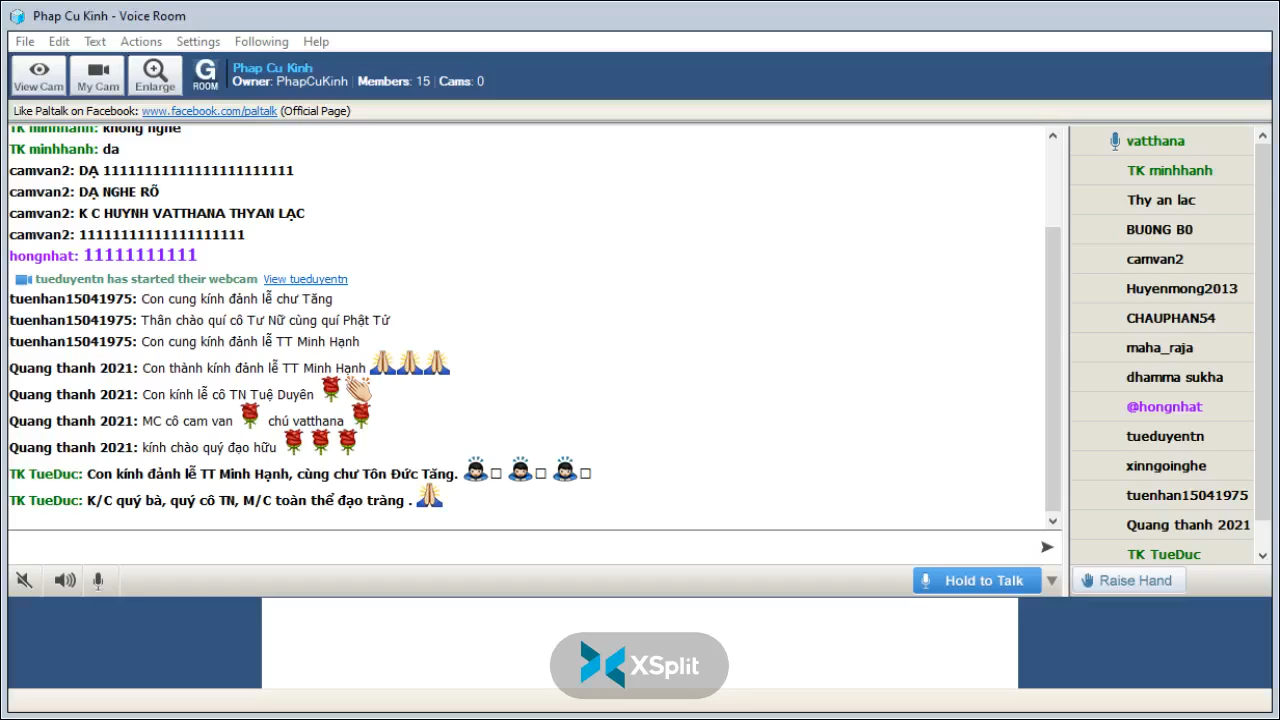 Phap Cu Kinh - Voice Room
File Edit Text Actions Settings Following Help
View Cam My Cam Enlarge G ROOM Phap Cu Kinh
Owner: PhapCuKinh Members: 15 Cams: 0
Like Paltalk on Facebook: www.facebook.com/paltalk (Official Page)
TK minhhanh: không nghe
TK minhhanh: da
camvan2: DẠ 1111111111111111111111
camvan2: DẠ NGHE RÕ
camvan2: K C HUYNH VATTHANA THYAN LẠC
camvan2: 1111111111111111111
hongnhat: 11111111111
tueduyentn has started their webcam View tueduyentn
tuenhan15041975: Con cung kính đảnh lễ chư Tăng
tuenhan15041975: Thân chào quí cô Tư Nữ cùng quí Phật Tử
tuenhan15041975: Con cung kính đảnh lễ TT Minh Hạnh
Quang thanh 2021: Con thành kính đảnh lễ TT Minh Hạnh 🙏🙏🙏
Quang thanh 2021: Con kính lễ cô TN Tuệ Duyên 🌹👏
Quang thanh 2021: MC cô cam van 🌹 chú vatthana 🌹
Quang thanh 2021: kính chào quý đạo hữu 🌹 🌹 🌹
TK TueDuc: Con kính đảnh lễ TT Minh Hạnh, cùng chư Tôn Đức Tăng. 🙇□ 🙇□ 🙇□
TK TueDuc: K/C quý bà, quý cô TN, M/C toàn thể đạo tràng . 🙏
Hold to Talk
vatthana
TK minhhanh
Thy an lac
BU0NG B0
camvan2
Huyenmong2013
CHAUPHAN54
maha_raja
dhamma sukha
@hongnhat
tueduyentn
xinngoinghe
tuenhan15041975
Quang thanh 2021
TK TueDuc
Raise Hand
XSplit